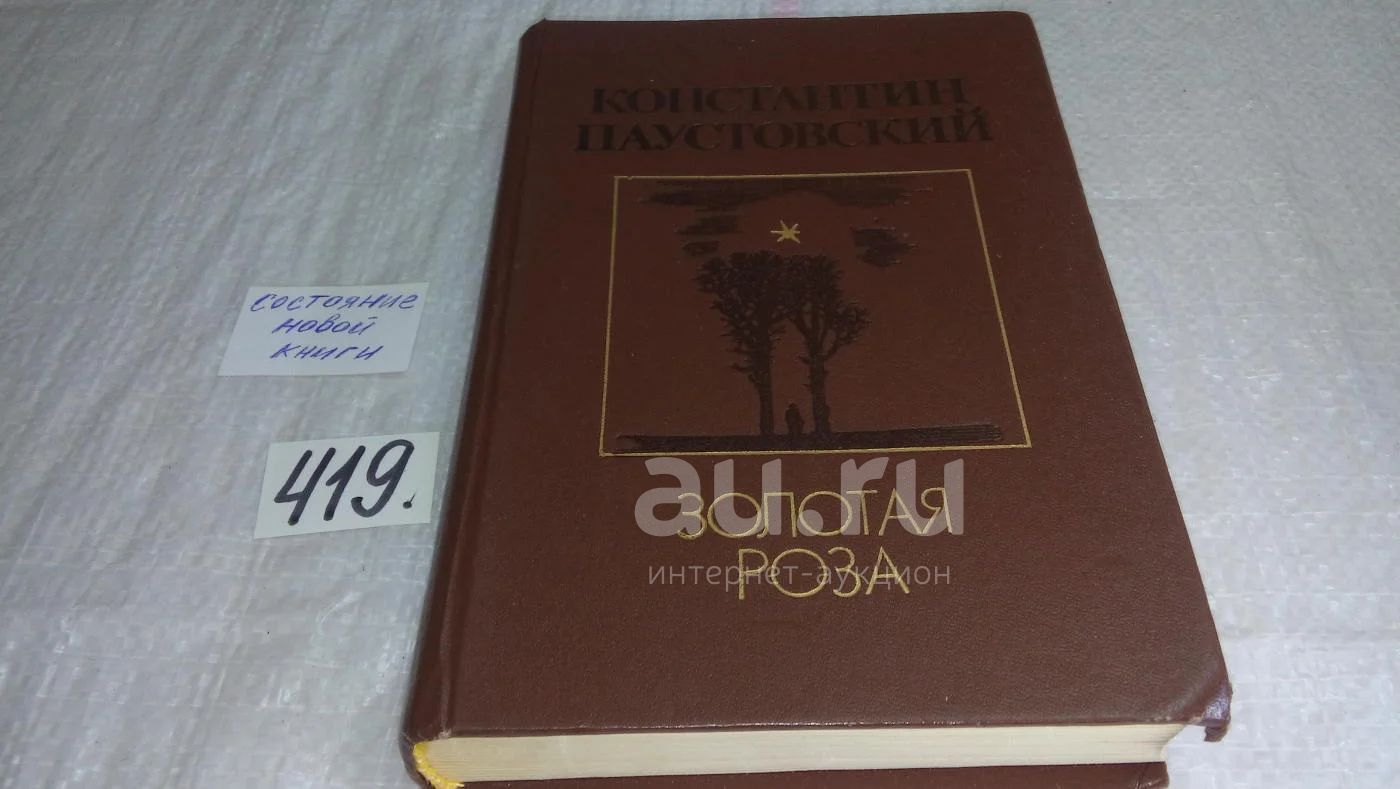 КОНСТАНТИН
ПАУСТОВСКИЙ
состояние
новой
книги
419.
au.ru
ЗОЛОТАЯ
РОЗА
интернет-аукцион